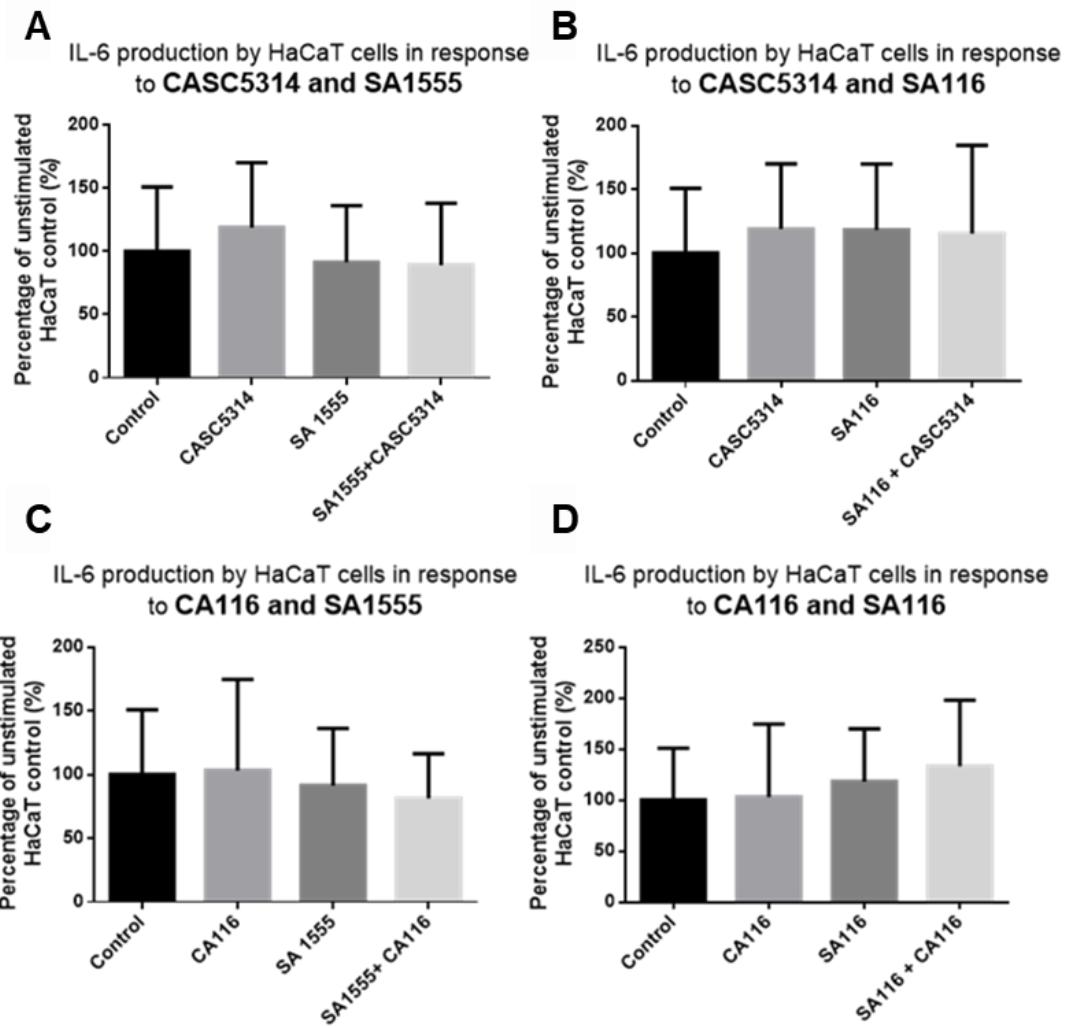 A
IL-6 production by HaCaT cells in response
to CASC5314 and SA1555
Percentage of unstimulated
HaCaT control (%)
200
150
100
50
0
Control
CASC5314
SA 1555
SA1555+CASC5314
B
IL-6 production by HaCaT cells in response
to CASC5314 and SA116
Percentage of unstimulated
HaCaT control (%)
200
150
100
50
0
Control
CASC5314
SA116
SA116 + CASC5314
C
IL-6 production by HaCaT cells in response
to CA116 and SA1555
Percentage of unstimulated
HaCaT control (%)
200
150
100
50
0
Control
CA116
SA 1555
SA1555+ CA116
D
IL-6 production by HaCaT cells in response
to CA116 and SA116
Percentage of unstimulated
HaCaT control (%)
250
200
150
100
50
0
Control
CA116
SA116
SA116 + CA116